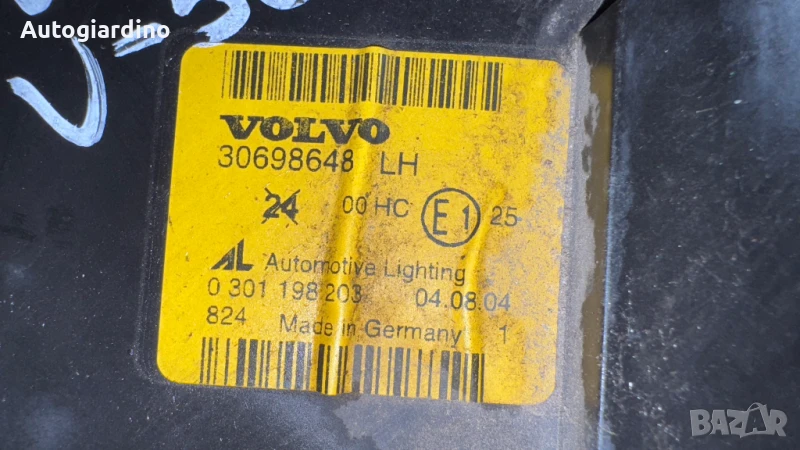 Autogiardino
VOLVO
30698648 LH
24 00 HC E1 25
AL Automotive Lighting
0 301 198 203 04.08.04
824 Made in Germany 1
BAZAR